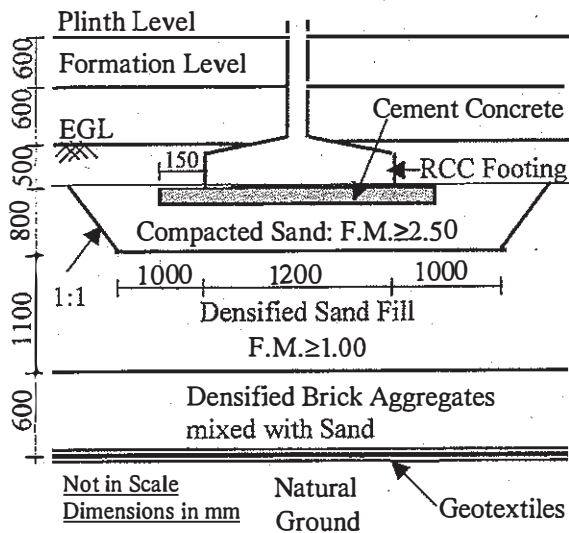 Plinth Level
600
Formation Level
600
Cement Concrete
EGL
150
500
RCC Footing
800
Compacted Sand: F.M.≥2.50
1:1
1000 1200 1000
Densified Sand Fill
1100
F.M.≥1.00
Densified Brick Aggregates
600
mixed with Sand
Not in Scale
Dimensions in mm
Natural
Ground
Geotextiles